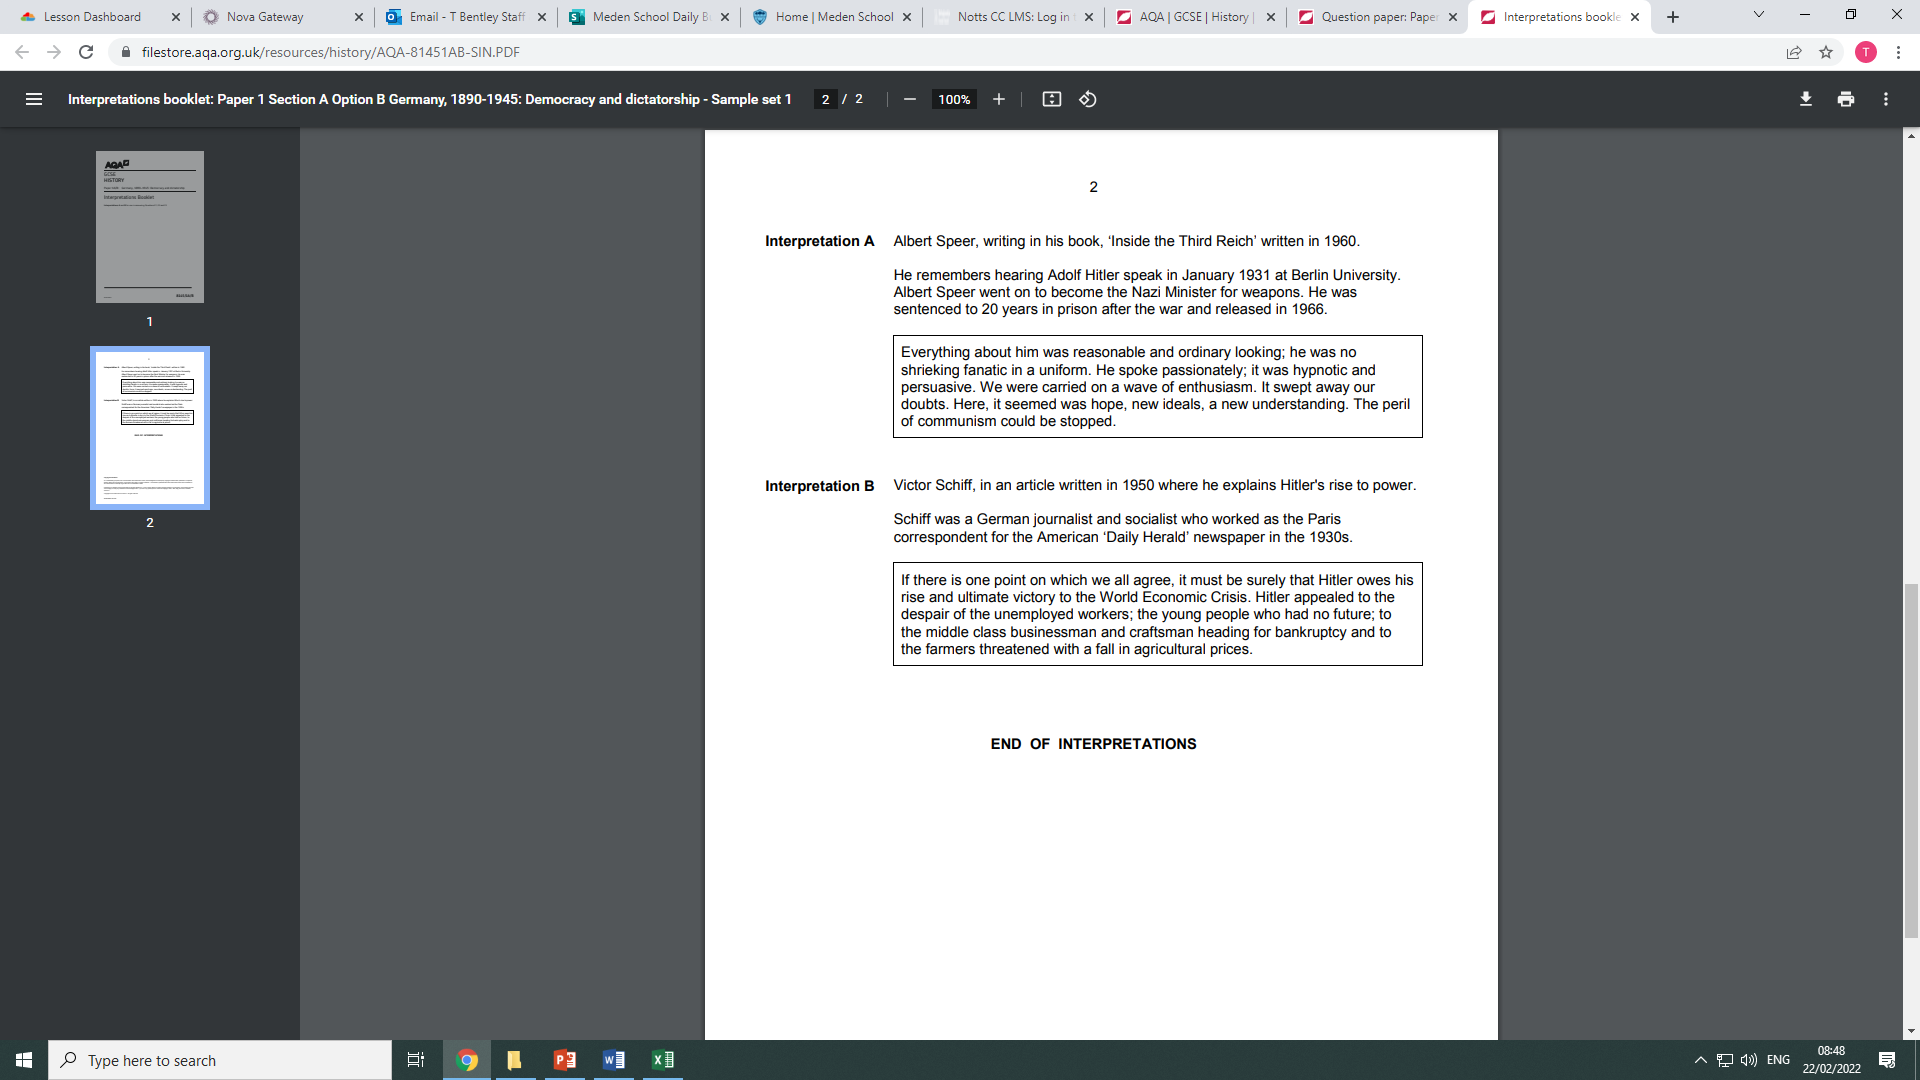 Lesson Dashboard
Nova Gateway
Email - T Bentley Staff
Meden School Daily B
Home | Meden School
Notts CC LMS: Log in t
AQA | GCSE | History |
Question paper: Paper
Interpretations bookle
filestore.aqa.org.uk/resources/history/AQA-81451AB-SIN.PDF
T
Interpretations booklet: Paper 1 Section A Option B Germany, 1890-1945: Democracy and dictatorship - Sample set 1
2 / 2
100%
AQA
GCSE
HISTORY
Interpretations Booklet
1
2
2
Interpretation A Albert Speer, writing in his book, ‘Inside the Third Reich’ written in 1960.
He remembers hearing Adolf Hitler speak in January 1931 at Berlin University.
Albert Speer went on to become the Nazi Minister for weapons. He was
sentenced to 20 years in prison after the war and released in 1966.
Everything about him was reasonable and ordinary looking; he was no
shrieking fanatic in a uniform. He spoke passionately; it was hypnotic and
persuasive. We were carried on a wave of enthusiasm. It swept away our
doubts. Here, it seemed was hope, new ideals, a new understanding. The peril
of communism could be stopped.
Interpretation B Victor Schiff, in an article written in 1950 where he explains Hitler's rise to power.
Schiff was a German journalist and socialist who worked as the Paris
correspondent for the American ‘Daily Herald’ newspaper in the 1930s.
If there is one point on which we all agree, it must be surely that Hitler owes his
rise and ultimate victory to the World Economic Crisis. Hitler appealed to the
despair of the unemployed workers; the young people who had no future; to
the middle class businessman and craftsman heading for bankruptcy and to
the farmers threatened with a fall in agricultural prices.
END OF INTERPRETATIONS
Type here to search
ENG
08:48
22/02/2022